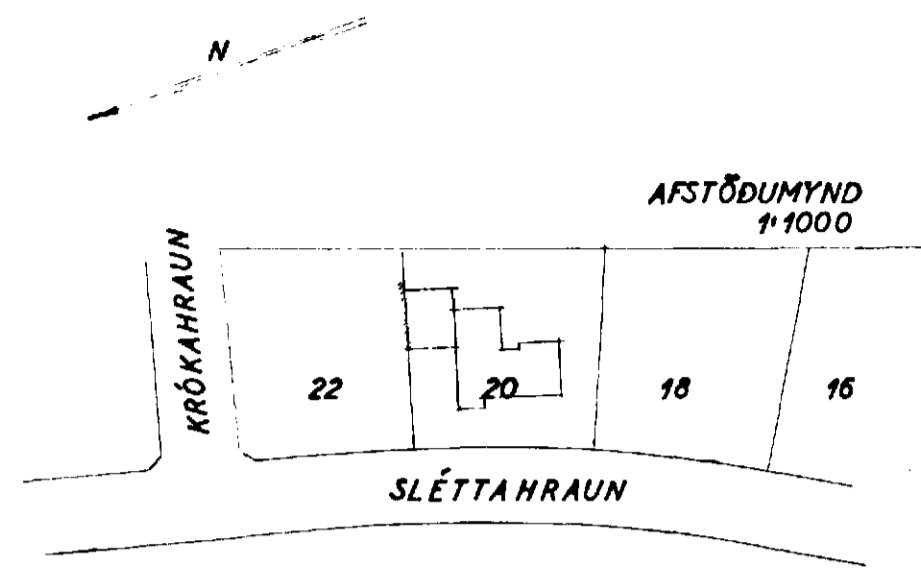 N
AFSTÖÐUMYND
1:1000
KRÓKAHRAUN
22
20
18
16
SLÉTTAHRAUN